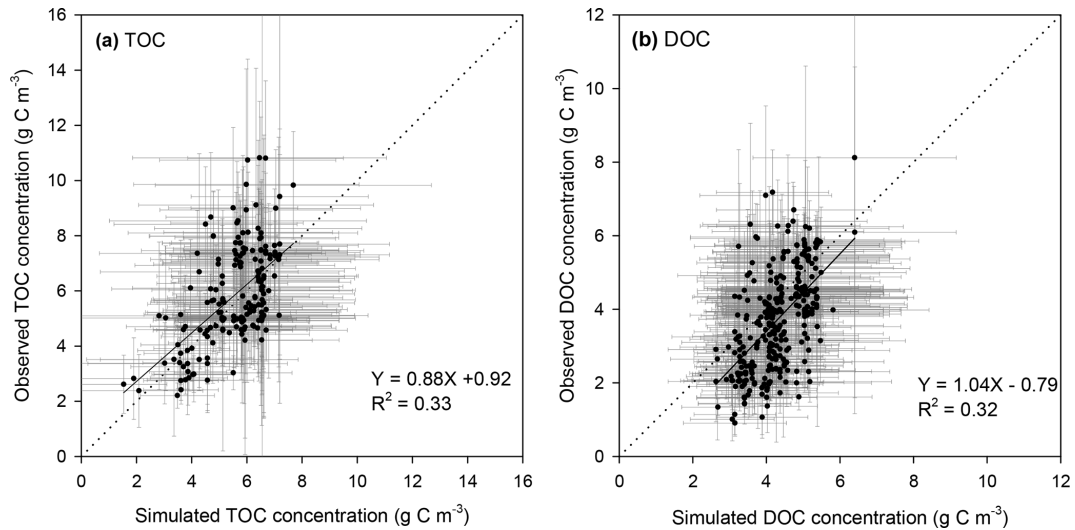 (a) TOC
Observed TOC concentration (g C m⁻³)
16
14
12
10
8
6
4
2
0
Y = 0.88X +0.92
R² = 0.33
0 2 4 6 8 10 12 14 16
Simulated TOC concentration (g C m⁻³)
(b) DOC
Observed DOC concentration (g C m⁻³)
12
10
8
6
4
2
0
Y = 1.04X - 0.79
R² = 0.32
0 2 4 6 8 10 12
Simulated DOC concentration (g C m⁻³)